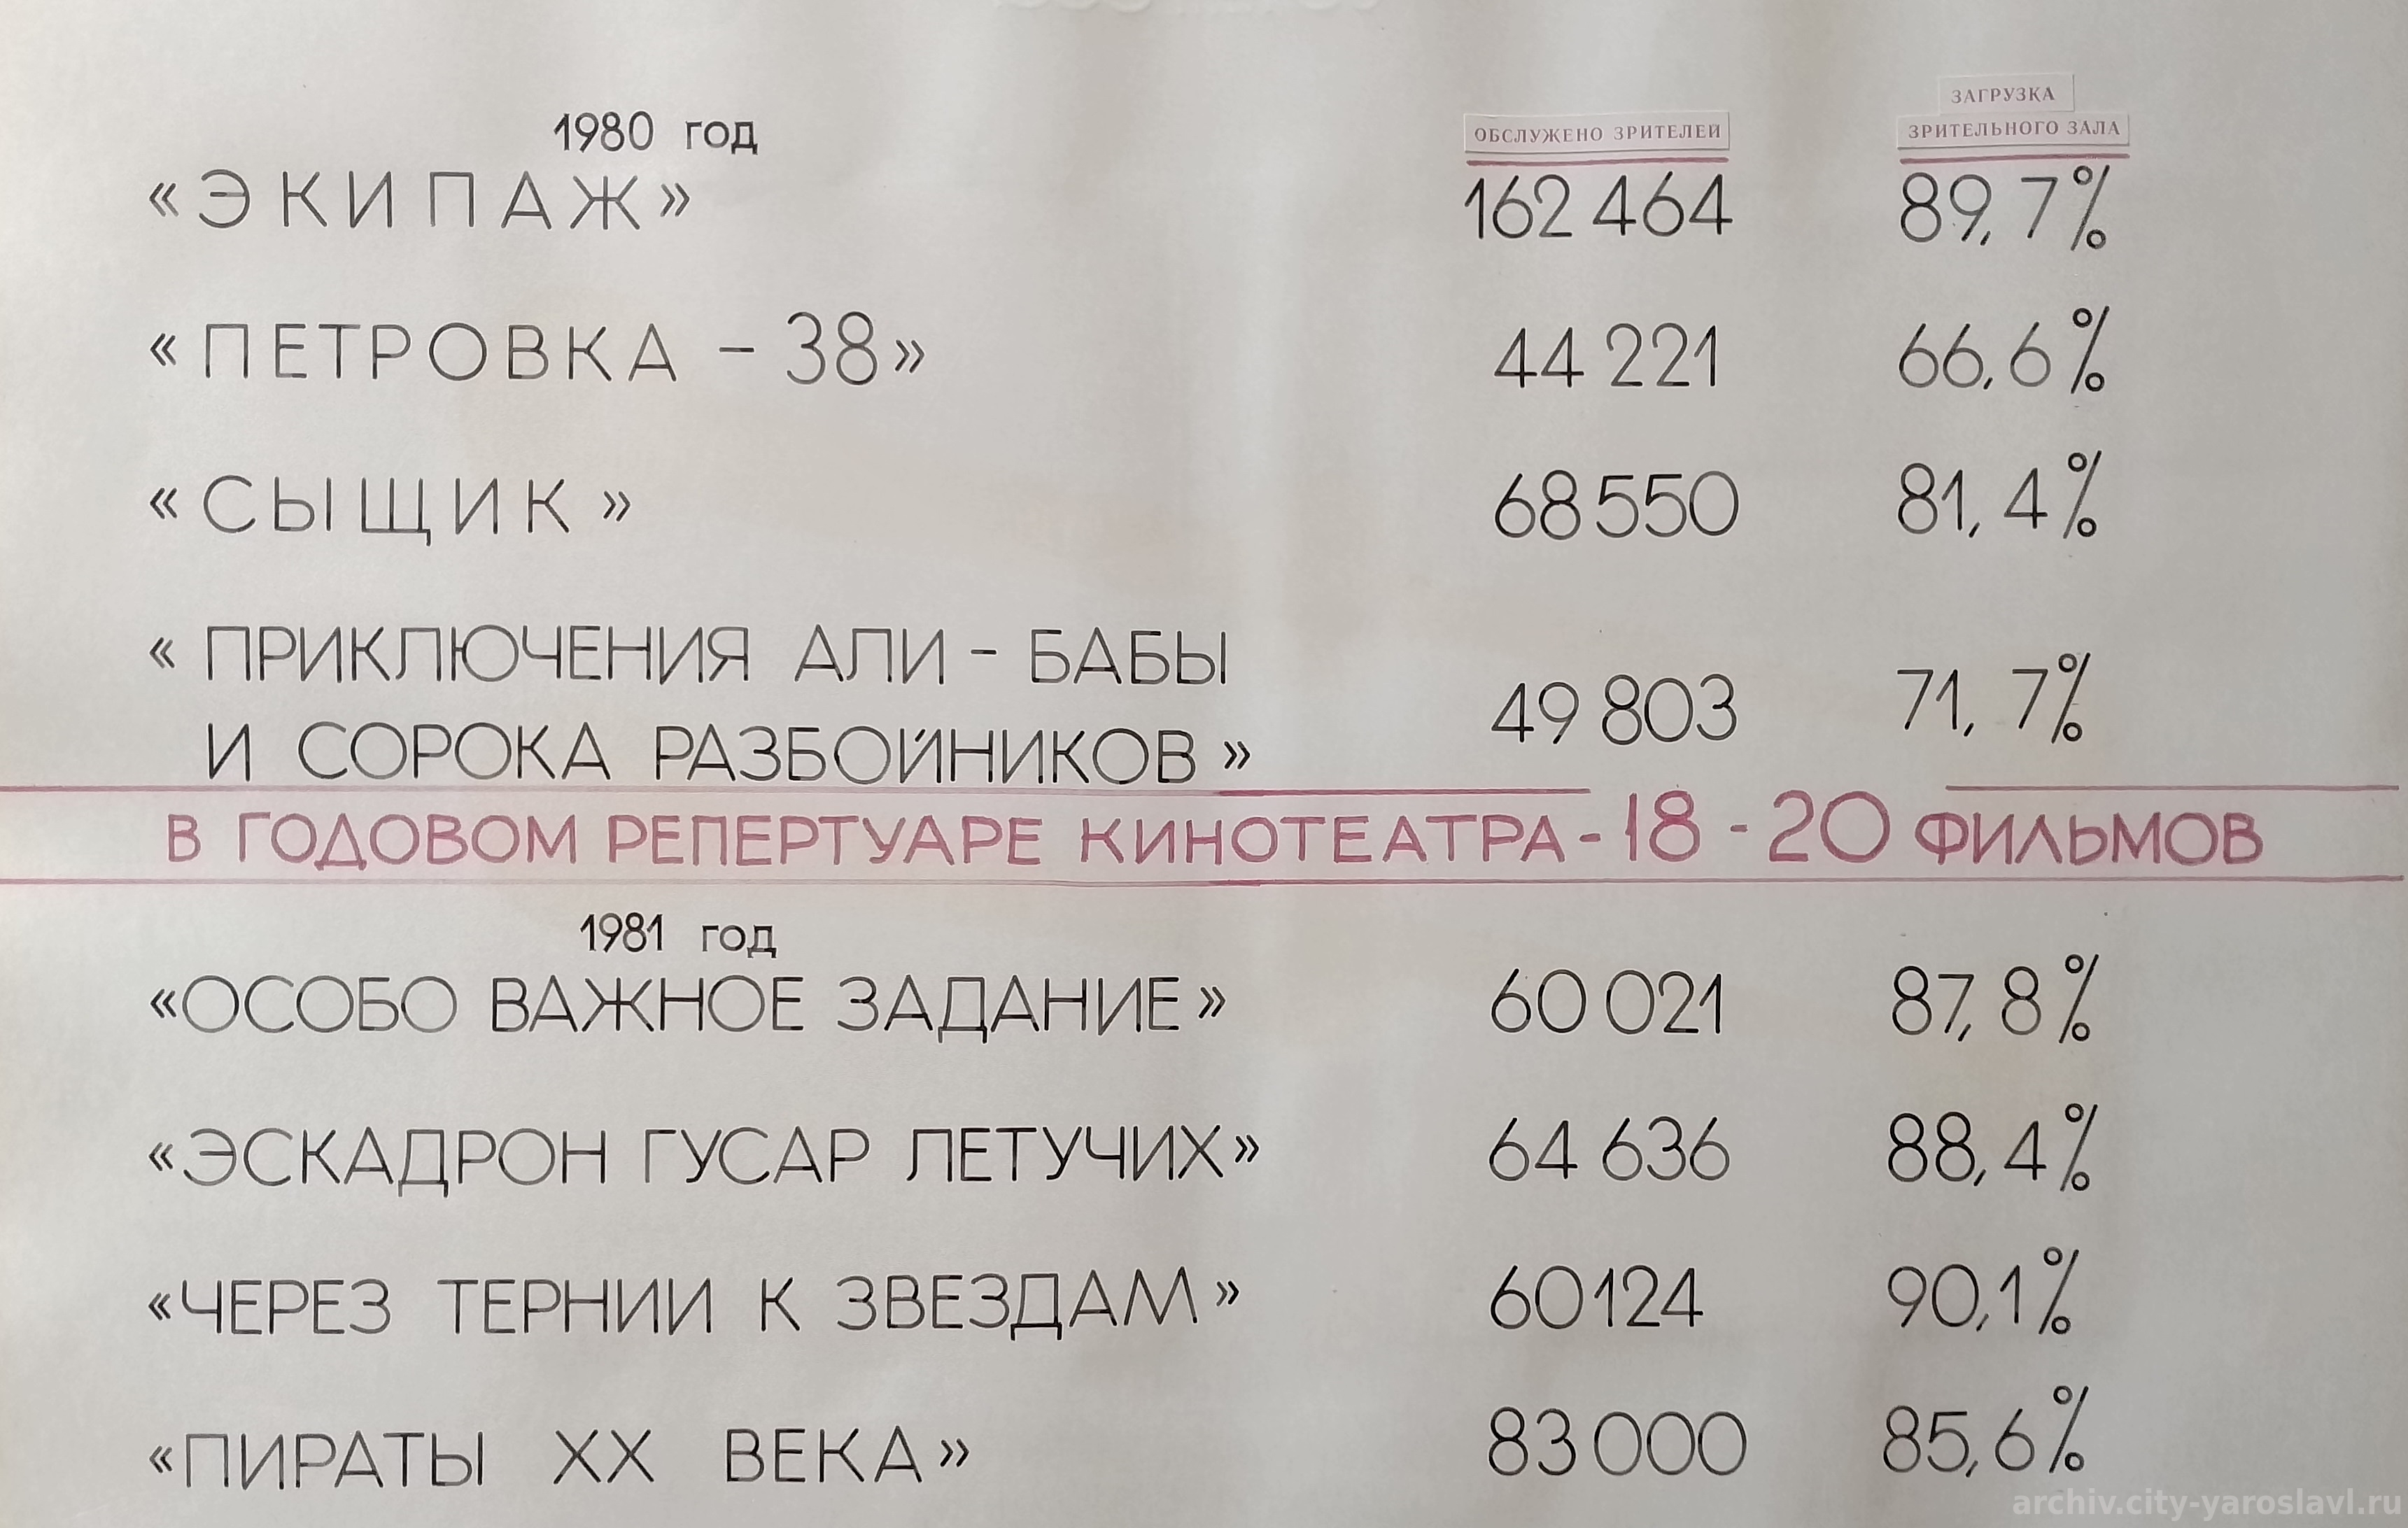 1980 год
ОБСЛУЖЕНО ЗРИТЕЛЕЙ
ЗАГРУЗКА
ЗРИТЕЛЬНОГО ЗАЛА
«ЭКИПАЖ» 162 464 89,7%
«ПЕТРОВКА - 38» 44 221 66,6%
«СЫЩИК» 68 550 81,4%
«ПРИКЛЮЧЕНИЯ АЛИ - БАБЫ
И СОРОКА РАЗБОЙНИКОВ» 49 803 71,7%
В ГОДОВОМ РЕПЕРТУАРЕ КИНОТЕАТРА - 18 - 20 ФИЛЬМОВ
1981 год
«ОСОБО ВАЖНОЕ ЗАДАНИЕ» 60 021 87,8%
«ЭСКАДРОН ГУСАР ЛЕТУЧИХ» 64 636 88,4%
«ЧЕРЕЗ ТЕРНИИ К ЗВЕЗДАМ» 60124 90,1%
«ПИРАТЫ XX ВЕКА» 83 000 85,6%
archiv.city-yaroslavl.ru